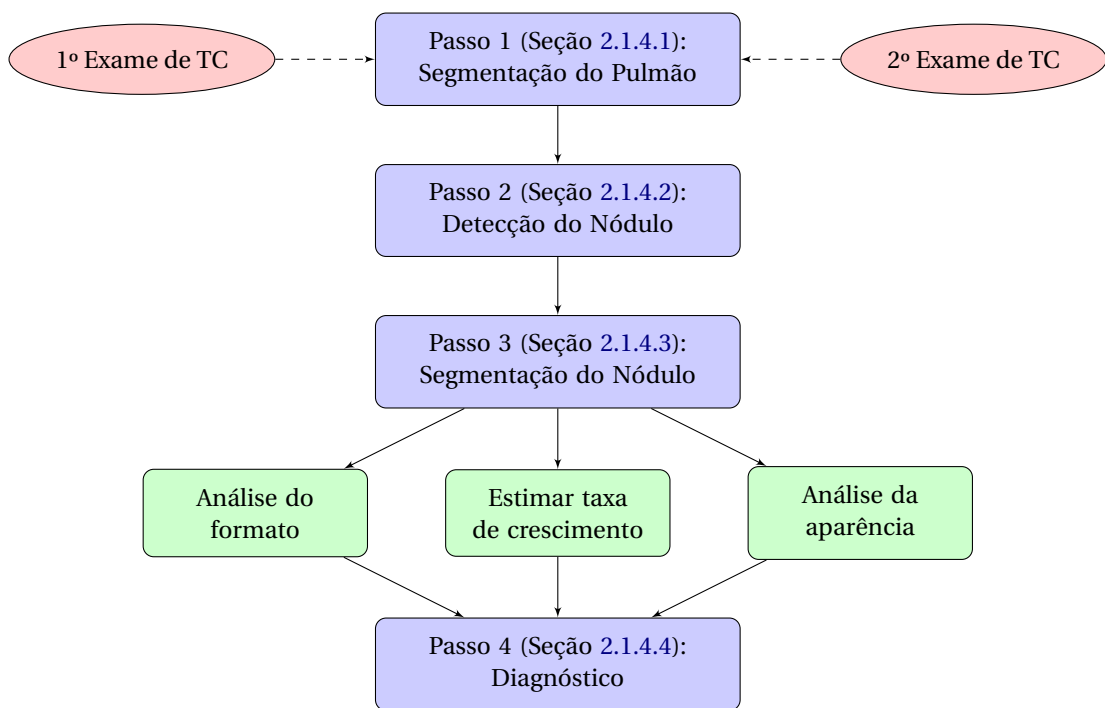 1º Exame de TC
Passo 1 (Seção 2.1.4.1):
Segmentação do Pulmão
2º Exame de TC
Passo 2 (Seção 2.1.4.2):
Detecção do Nódulo
Passo 3 (Seção 2.1.4.3):
Segmentação do Nódulo
Análise do
formato
Estimar taxa
de crescimento
Análise da
aparência
Passo 4 (Seção 2.1.4.4):
Diagnóstico